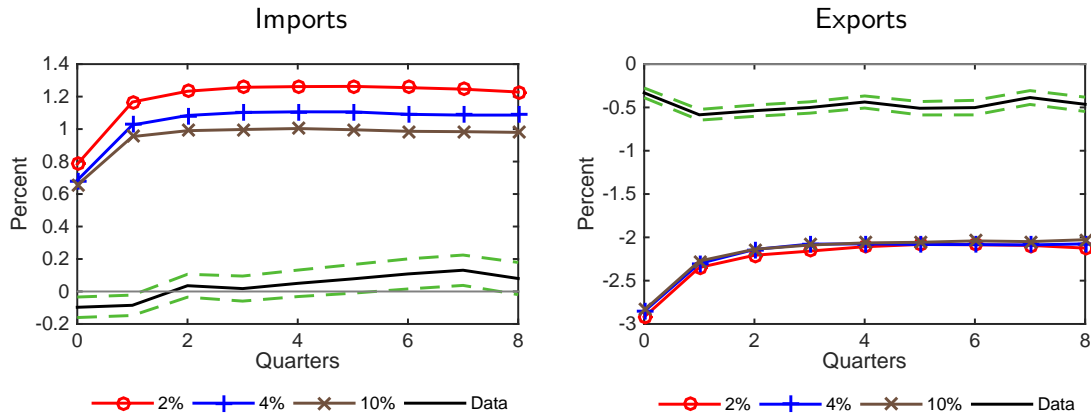 Imports
Exports
Percent
1.4
1.2
1
0.8
0.6
0.4
0.2
0
-0.2
0 2 4 6 8
Quarters
2% 4% 10% Data
Percent
0
-0.5
-1
-1.5
-2
-2.5
-3
0 2 4 6 8
Quarters
2% 4% 10% Data